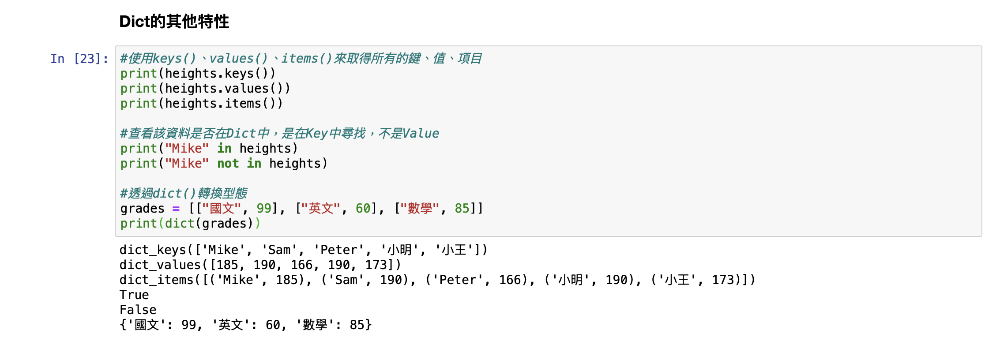 Dict的其他特性
In [23]:
#使用keys()、values()、items()來取得所有的鍵、值、項目
print(heights.keys())
print(heights.values())
print(heights.items())
#查看該資料是否在Dict中，是在Key中尋找，不是Value
print("Mike" in heights)
print("Mike" not in heights)
#透過dict()轉換型態
grades = [["國文", 99], ["英文", 60], ["數學", 85]]
print(dict(grades))
dict_keys(['Mike', 'Sam', 'Peter', '小明', '小王'])
dict_values([185, 190, 166, 190, 173])
dict_items([('Mike', 185), ('Sam', 190), ('Peter', 166), ('小明', 190), ('小王', 173)])
True
False
{'國文': 99, '英文': 60, '數學': 85}